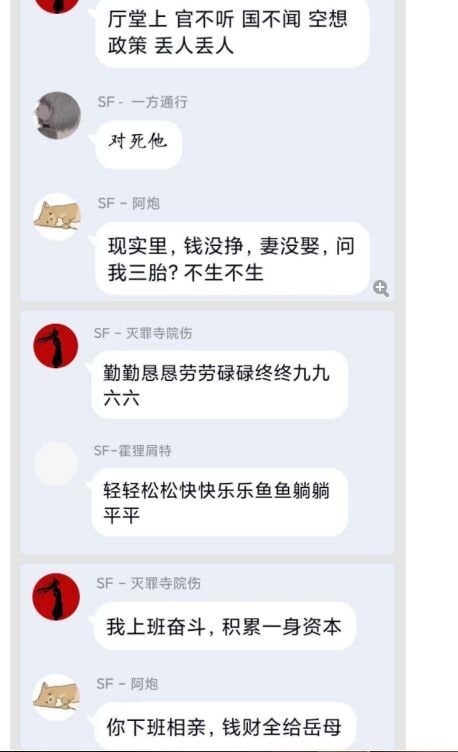 厅堂上 官不听 国不闻 空想
政策 丢人丢人
SF - 一方通行
对死他
SF - 阿炮
现实里，钱没挣，妻没娶，问
我三胎？不生不生
SF - 灭罪寺院伤
勤勤恳恳劳劳碌碌终终九九
六六
SF-霍狸屑特
轻轻松松快快乐乐鱼鱼躺躺
平平
SF - 灭罪寺院伤
我上班奋斗，积累一身资本
SF - 阿炮
你下班相亲，钱财全给岳母